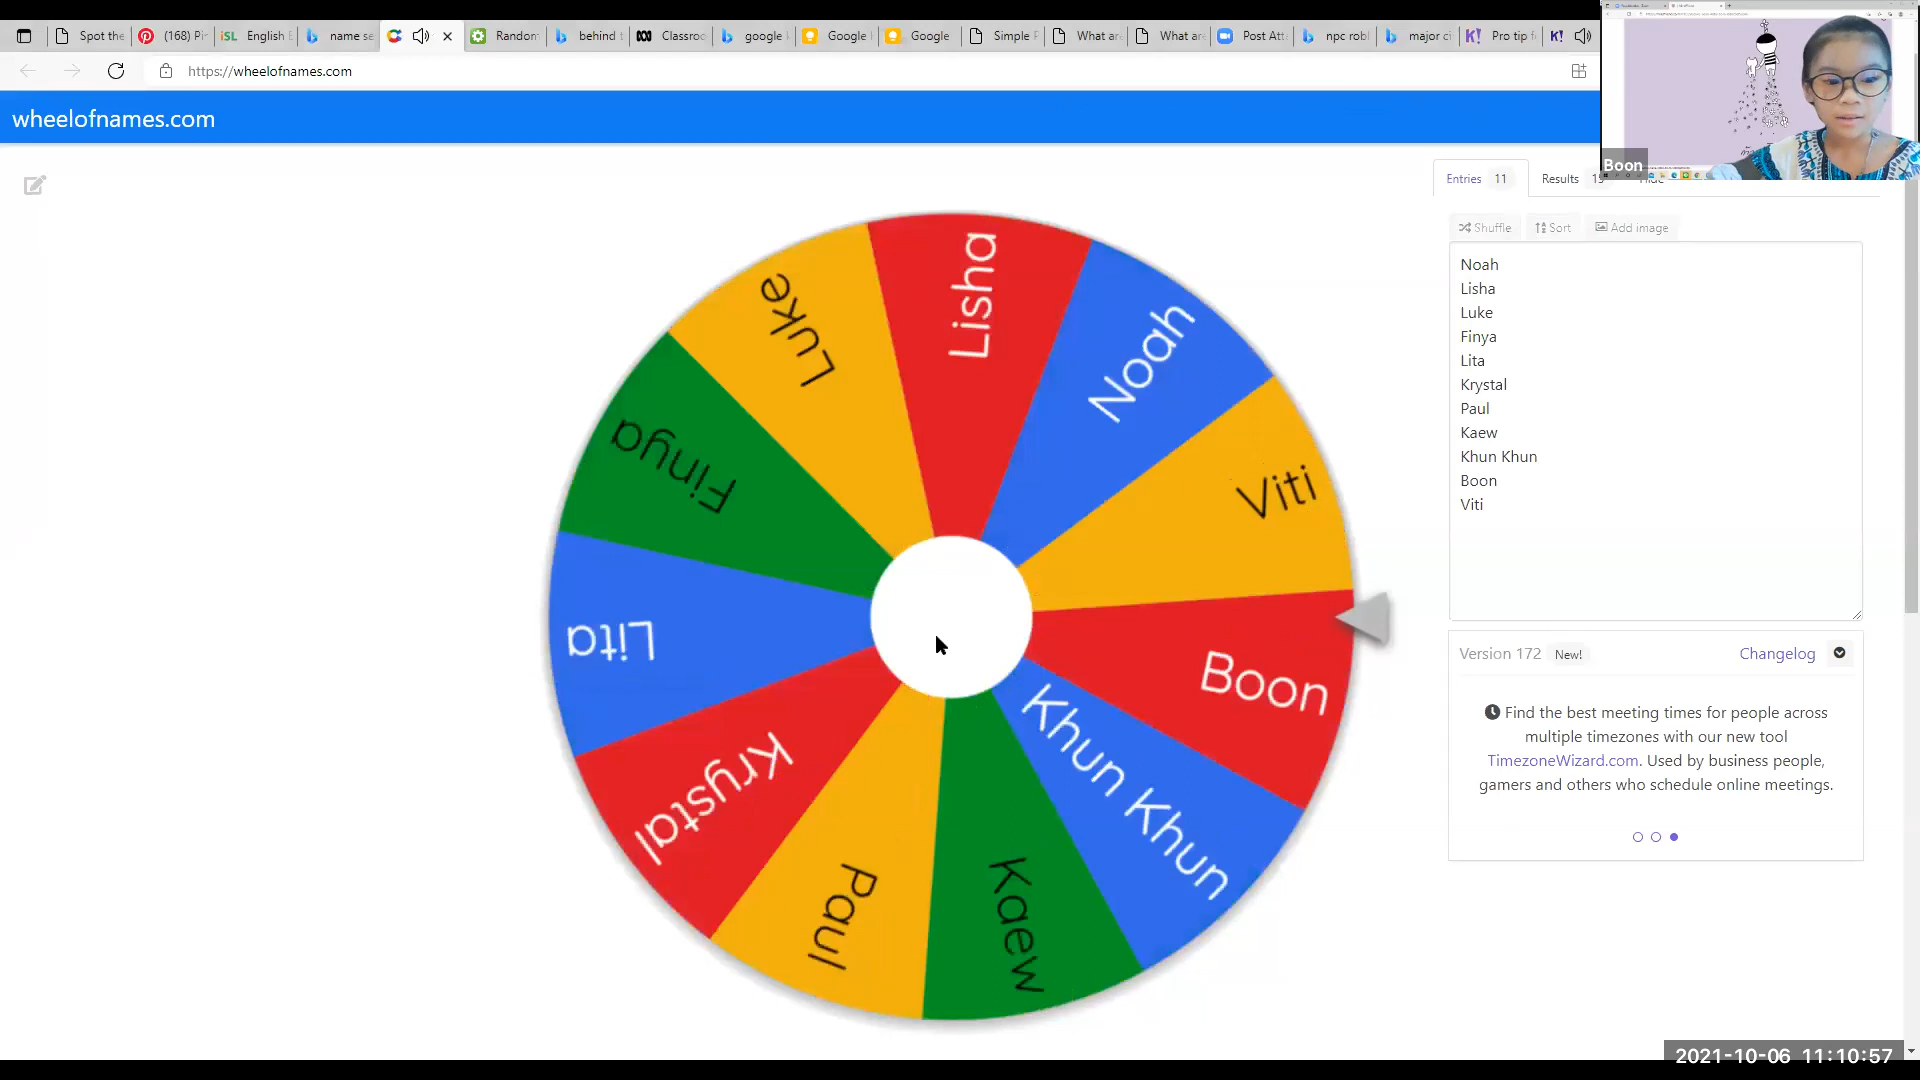 Spot the
(168) Pi
English E
name se
Random
behind t
Classroo
google k
Google
Google
Simple P
What ar
What ar
Post Att
npc robl
major ci
Pro tip f
https://wheelofnames.com
wheelofnames.com
Boon
Entries 11
Results
Hide
Shuffle
Sort
Add image
Noah
Lisha
Luke
Finya
Lita
Krystal
Paul
Kaew
Khun Khun
Boon
Viti
Lisha
Noah
Viti
Boon
Khun Khun
Kaew
Paul
Krystal
Lita
Finya
Luke
Version 172 New! Changelog
Find the best meeting times for people across
multiple timezones with our new tool
TimezoneWizard.com. Used by business people,
gamers and others who schedule online meetings.
2021-10-06 11:10:57